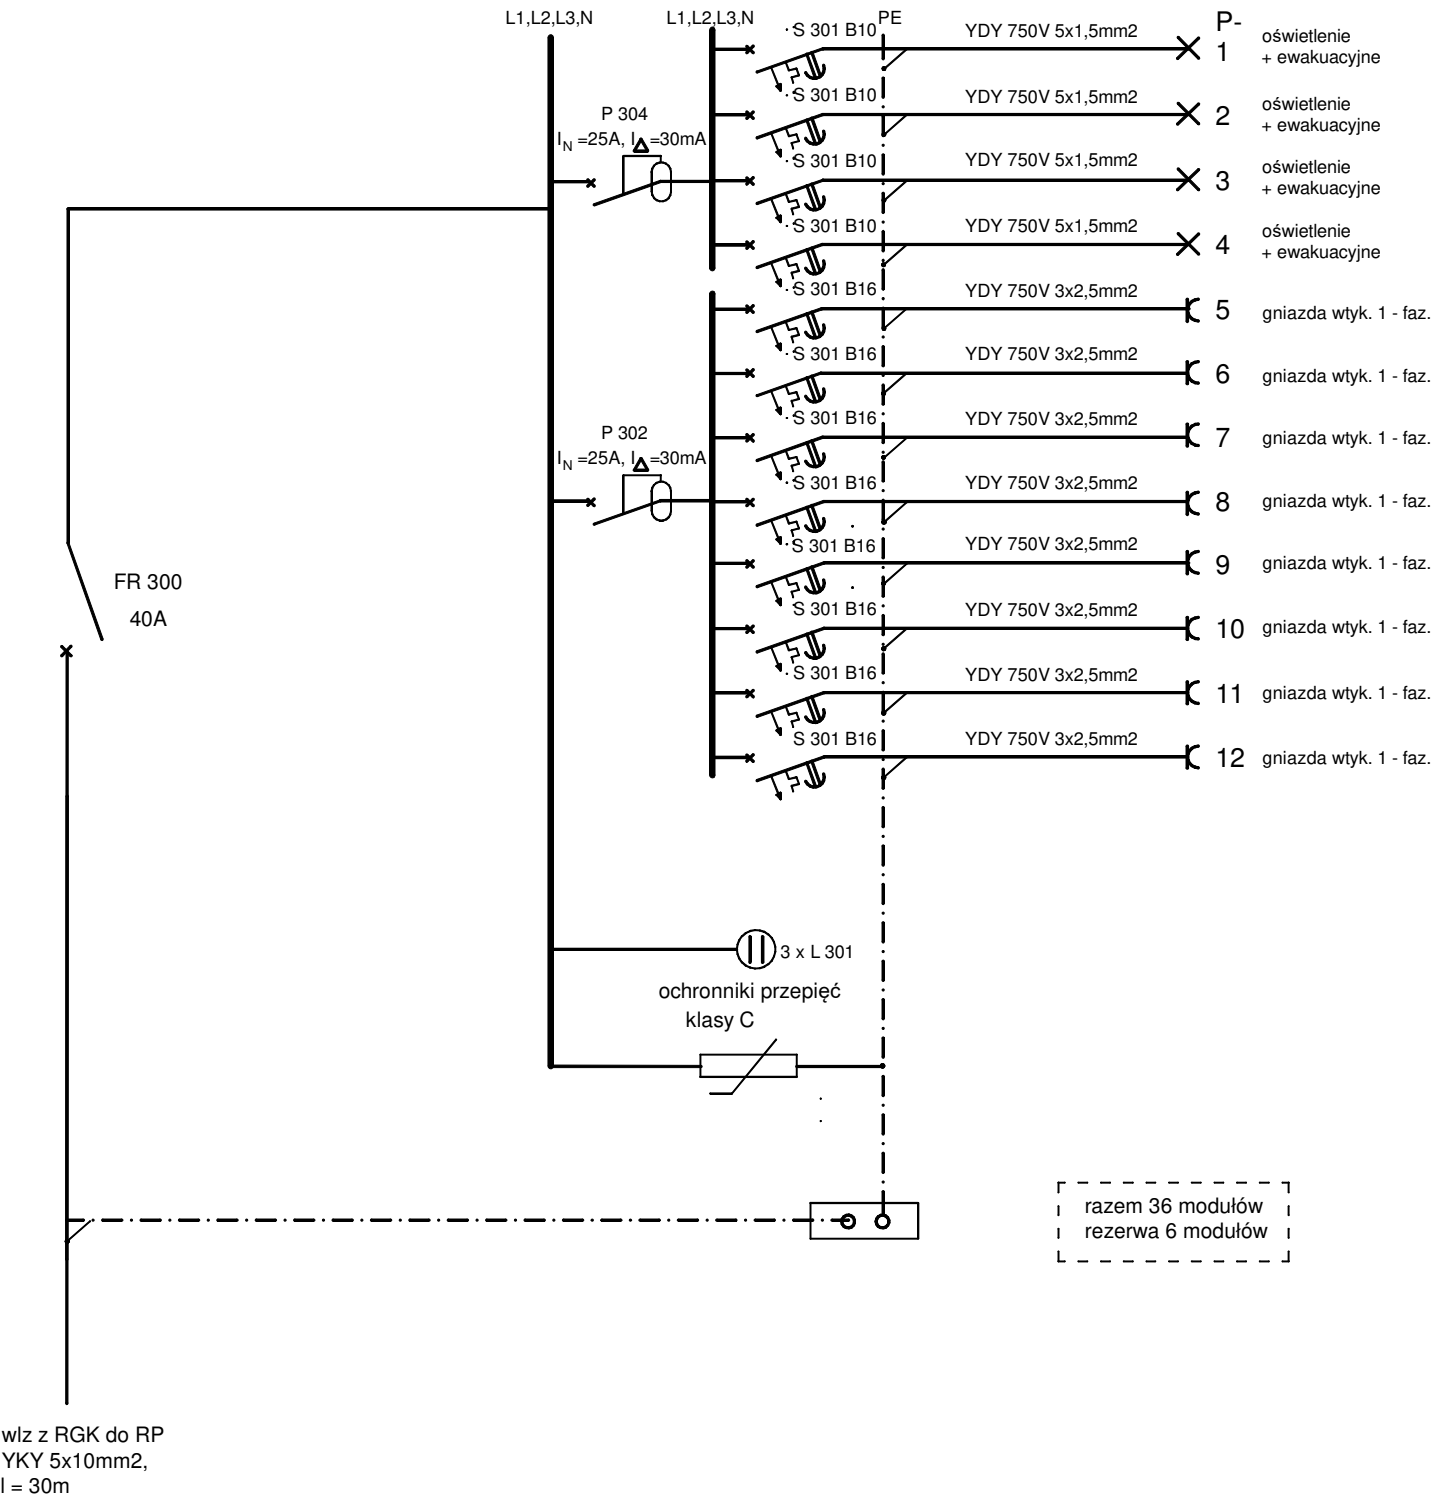 L1,L2,L3,N
L1,L2,L3,N
PE
P-
S 301 B10
YDY 750V 5x1,5mm2
1
oświetlenie
+ ewakuacyjne
S 301 B10
YDY 750V 5x1,5mm2
2
oświetlenie
+ ewakuacyjne
P 304
I_N =25A, I△=30mA
S 301 B10
YDY 750V 5x1,5mm2
3
oświetlenie
+ ewakuacyjne
S 301 B10
YDY 750V 5x1,5mm2
4
oświetlenie
+ ewakuacyjne
S 301 B16
YDY 750V 3x2,5mm2
5
gniazda wtyk. 1 - faz.
S 301 B16
YDY 750V 3x2,5mm2
6
gniazda wtyk. 1 - faz.
S 301 B16
YDY 750V 3x2,5mm2
7
gniazda wtyk. 1 - faz.
P 302
I_N =25A, I△=30mA
S 301 B16
YDY 750V 3x2,5mm2
8
gniazda wtyk. 1 - faz.
S 301 B16
YDY 750V 3x2,5mm2
9
gniazda wtyk. 1 - faz.
S 301 B16
YDY 750V 3x2,5mm2
10
gniazda wtyk. 1 - faz.
S 301 B16
YDY 750V 3x2,5mm2
11
gniazda wtyk. 1 - faz.
S 301 B16
YDY 750V 3x2,5mm2
12
gniazda wtyk. 1 - faz.
FR 300
40A
3 x L 301
ochronniki przepięć
klasy C
razem 36 modułów
rezerwa 6 modułów
wlz z RGK do RP
YKY 5x10mm2,
l = 30m